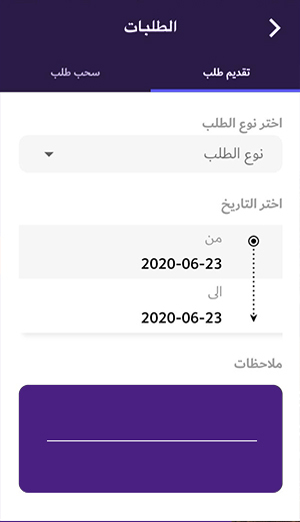 الطلبات
تقديم طلب
سحب طلب
اختر نوع الطلب
نوع الطلب
اختر التاريخ
من
2020-06-23
الى
2020-06-23
ملاحظات